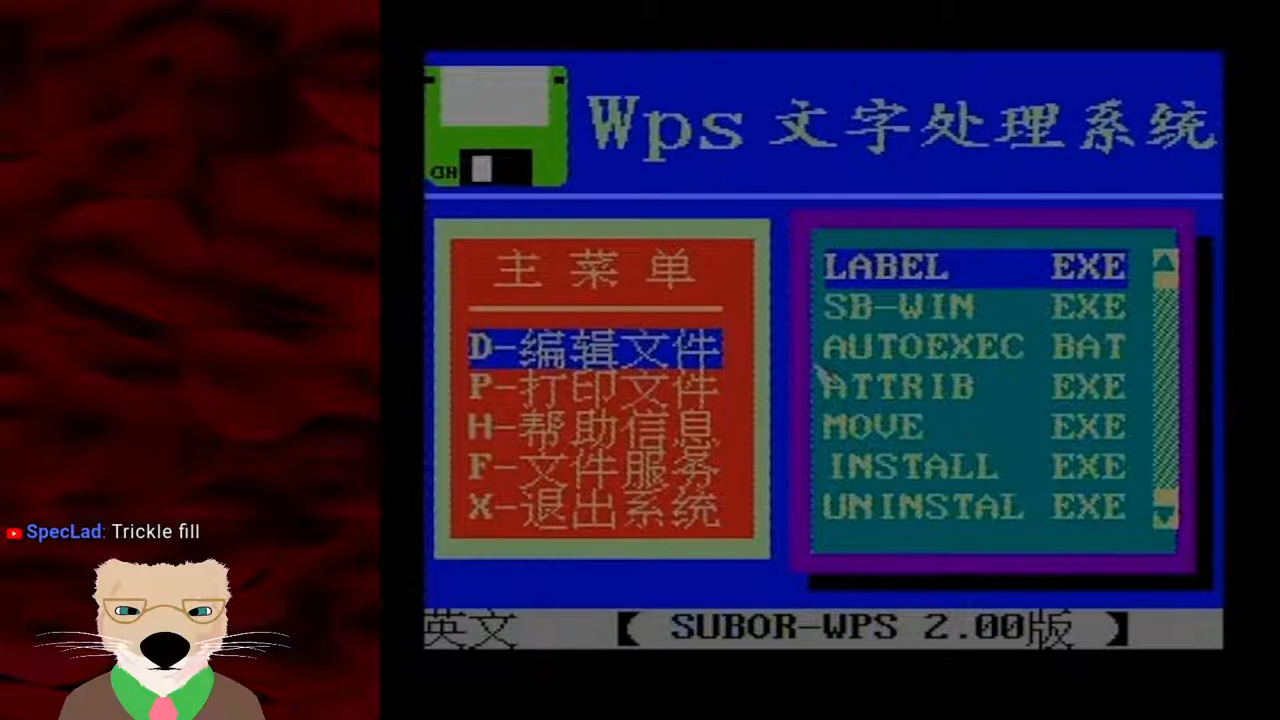 SpecLad: Trickle fill
HD
Wps 文字处理系统
主菜单
D-编辑文件
P-打印文件
H-帮助信息
F-文件服务
X-退出系统
LABEL EXE
SB-WIN EXE
AUTOEXEC BAT
ATTRIB EXE
MOVE EXE
INSTALL EXE
UNINSTAL EXE
英文 【 SUBOR-WPS 2.00版 】